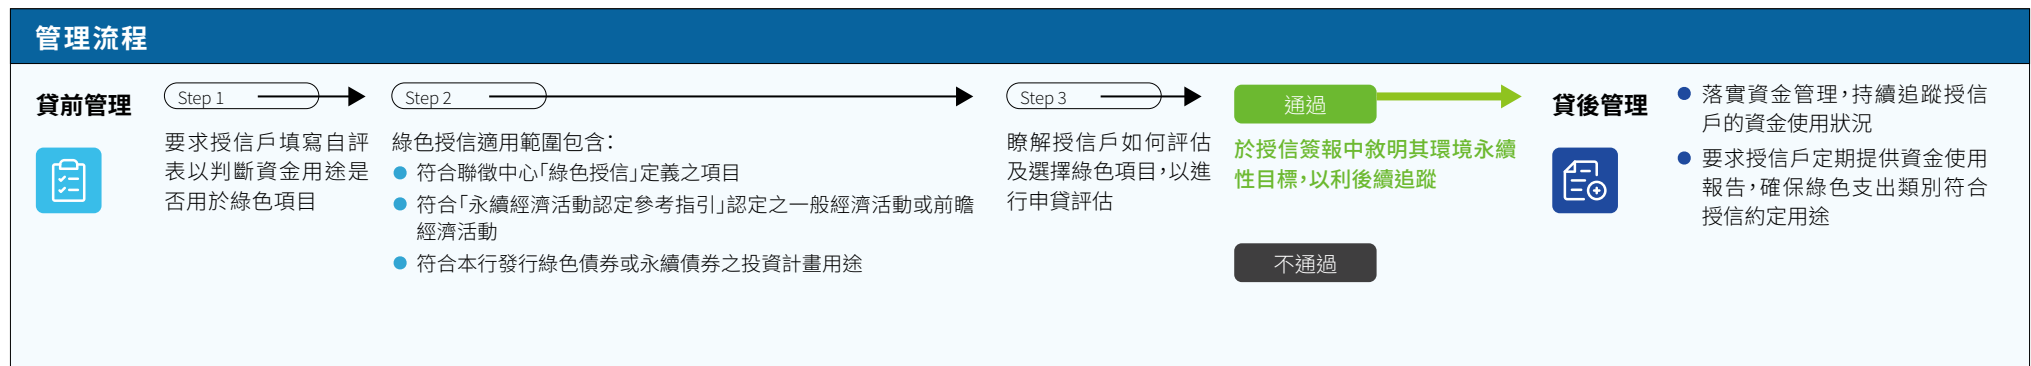 管理流程
貸前管理
Step 1
要求授信戶填寫自評
表以判斷資金用途是
否用於綠色項目
Step 2
綠色授信適用範圍包含：
● 符合聯徵中心「綠色授信」定義之項目
● 符合「永續經濟活動認定參考指引」認定之一般經濟活動或前瞻
經濟活動
● 符合本行發行綠色債券或永續債券之投資計畫用途
Step 3
瞭解授信戶如何評估
及選擇綠色項目，以進
行申貸評估
通過
於授信簽報中敘明其環境永續
性目標，以利後續追蹤
不通過
貸後管理
● 落實資金管理，持續追蹤授信
戶的資金使用狀況
● 要求授信戶定期提供資金使用
報告，確保綠色支出類別符合
授信約定用途